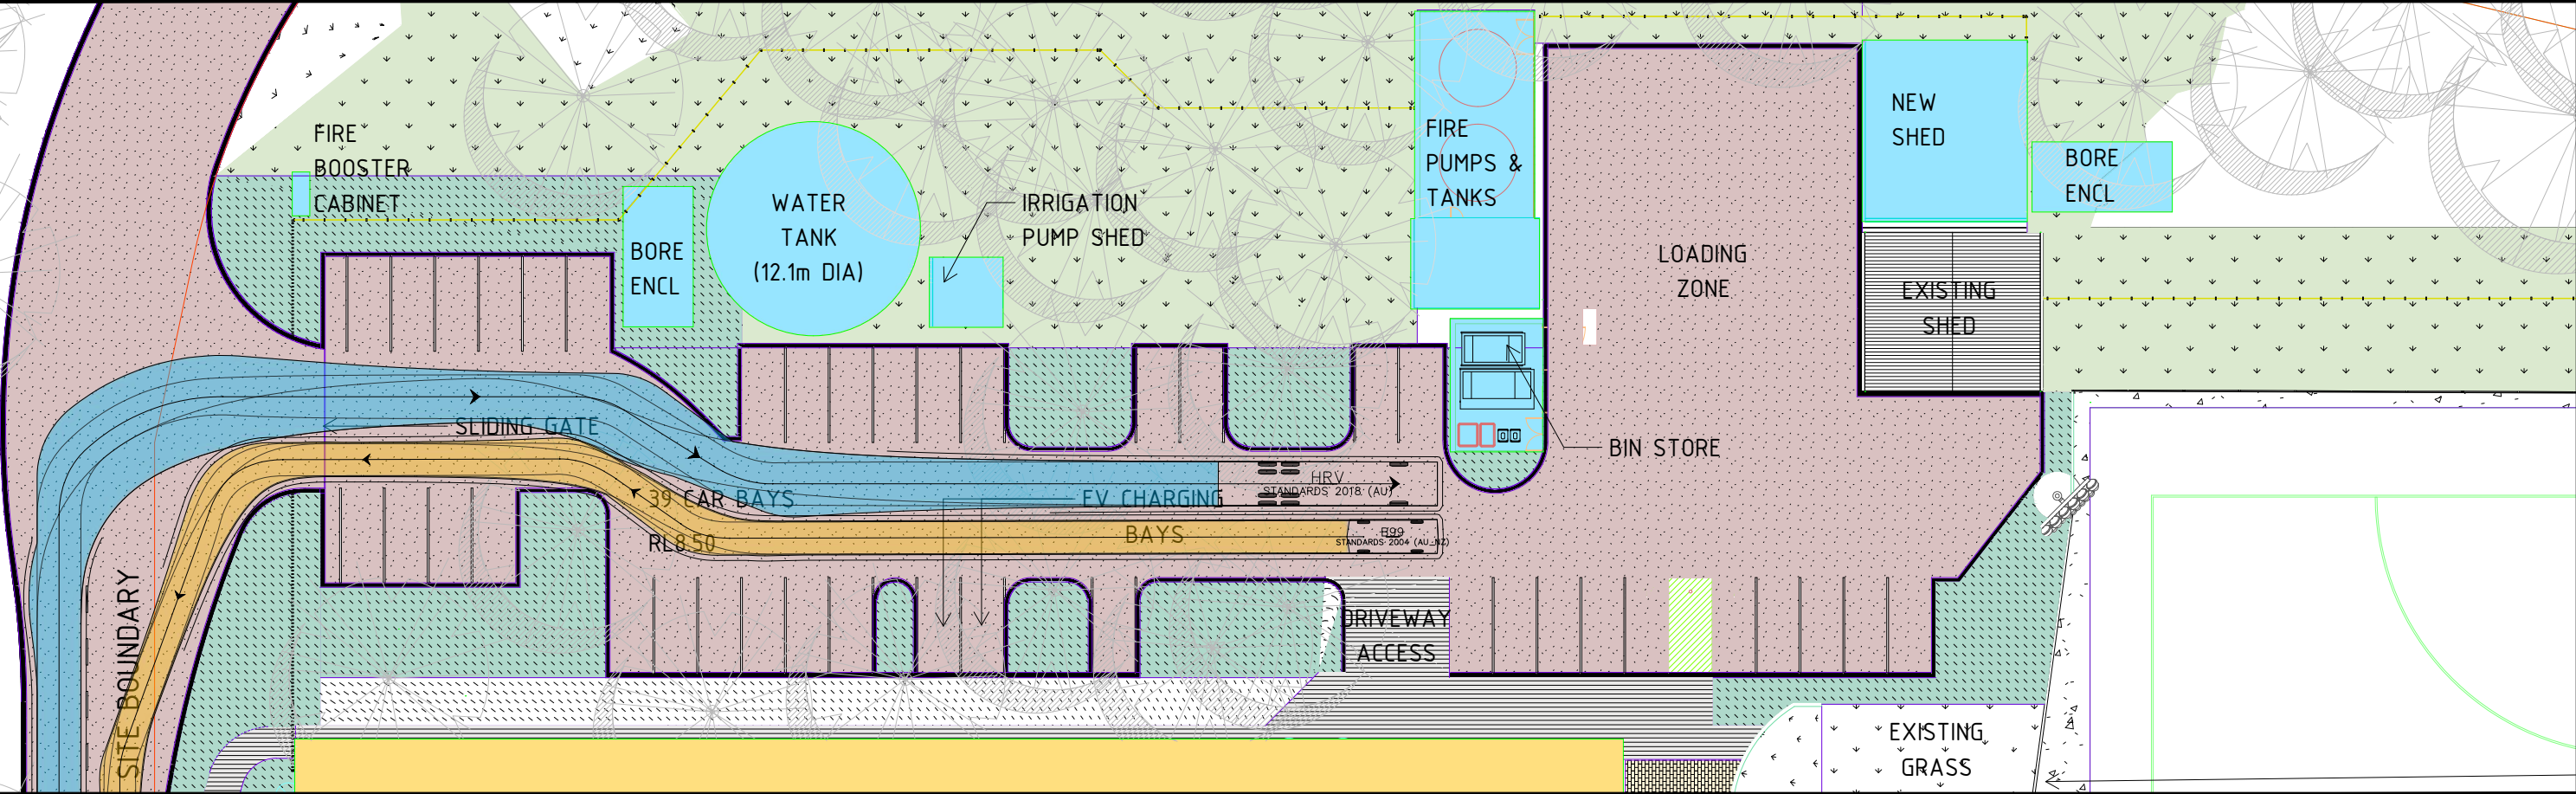 FIRE
BOOSTER
CABINET
BORE
ENCL
WATER
TANK
(12.1m DIA)
IRRIGATION
PUMP SHED
FIRE
PUMPS &
TANKS
LOADING
ZONE
NEW
SHED
BORE
ENCL
EXISTING
SHED
SLIDING GATE
BIN STORE
39 CAR BAYS
RL8.50
EV CHARGING
BAYS
HRV
STANDARDS 2018 (AU)
B99
STANDARDS 2004 (AU_NZ)
SITE BOUNDARY
DRIVEWAY
ACCESS
EXISTING
GRASS